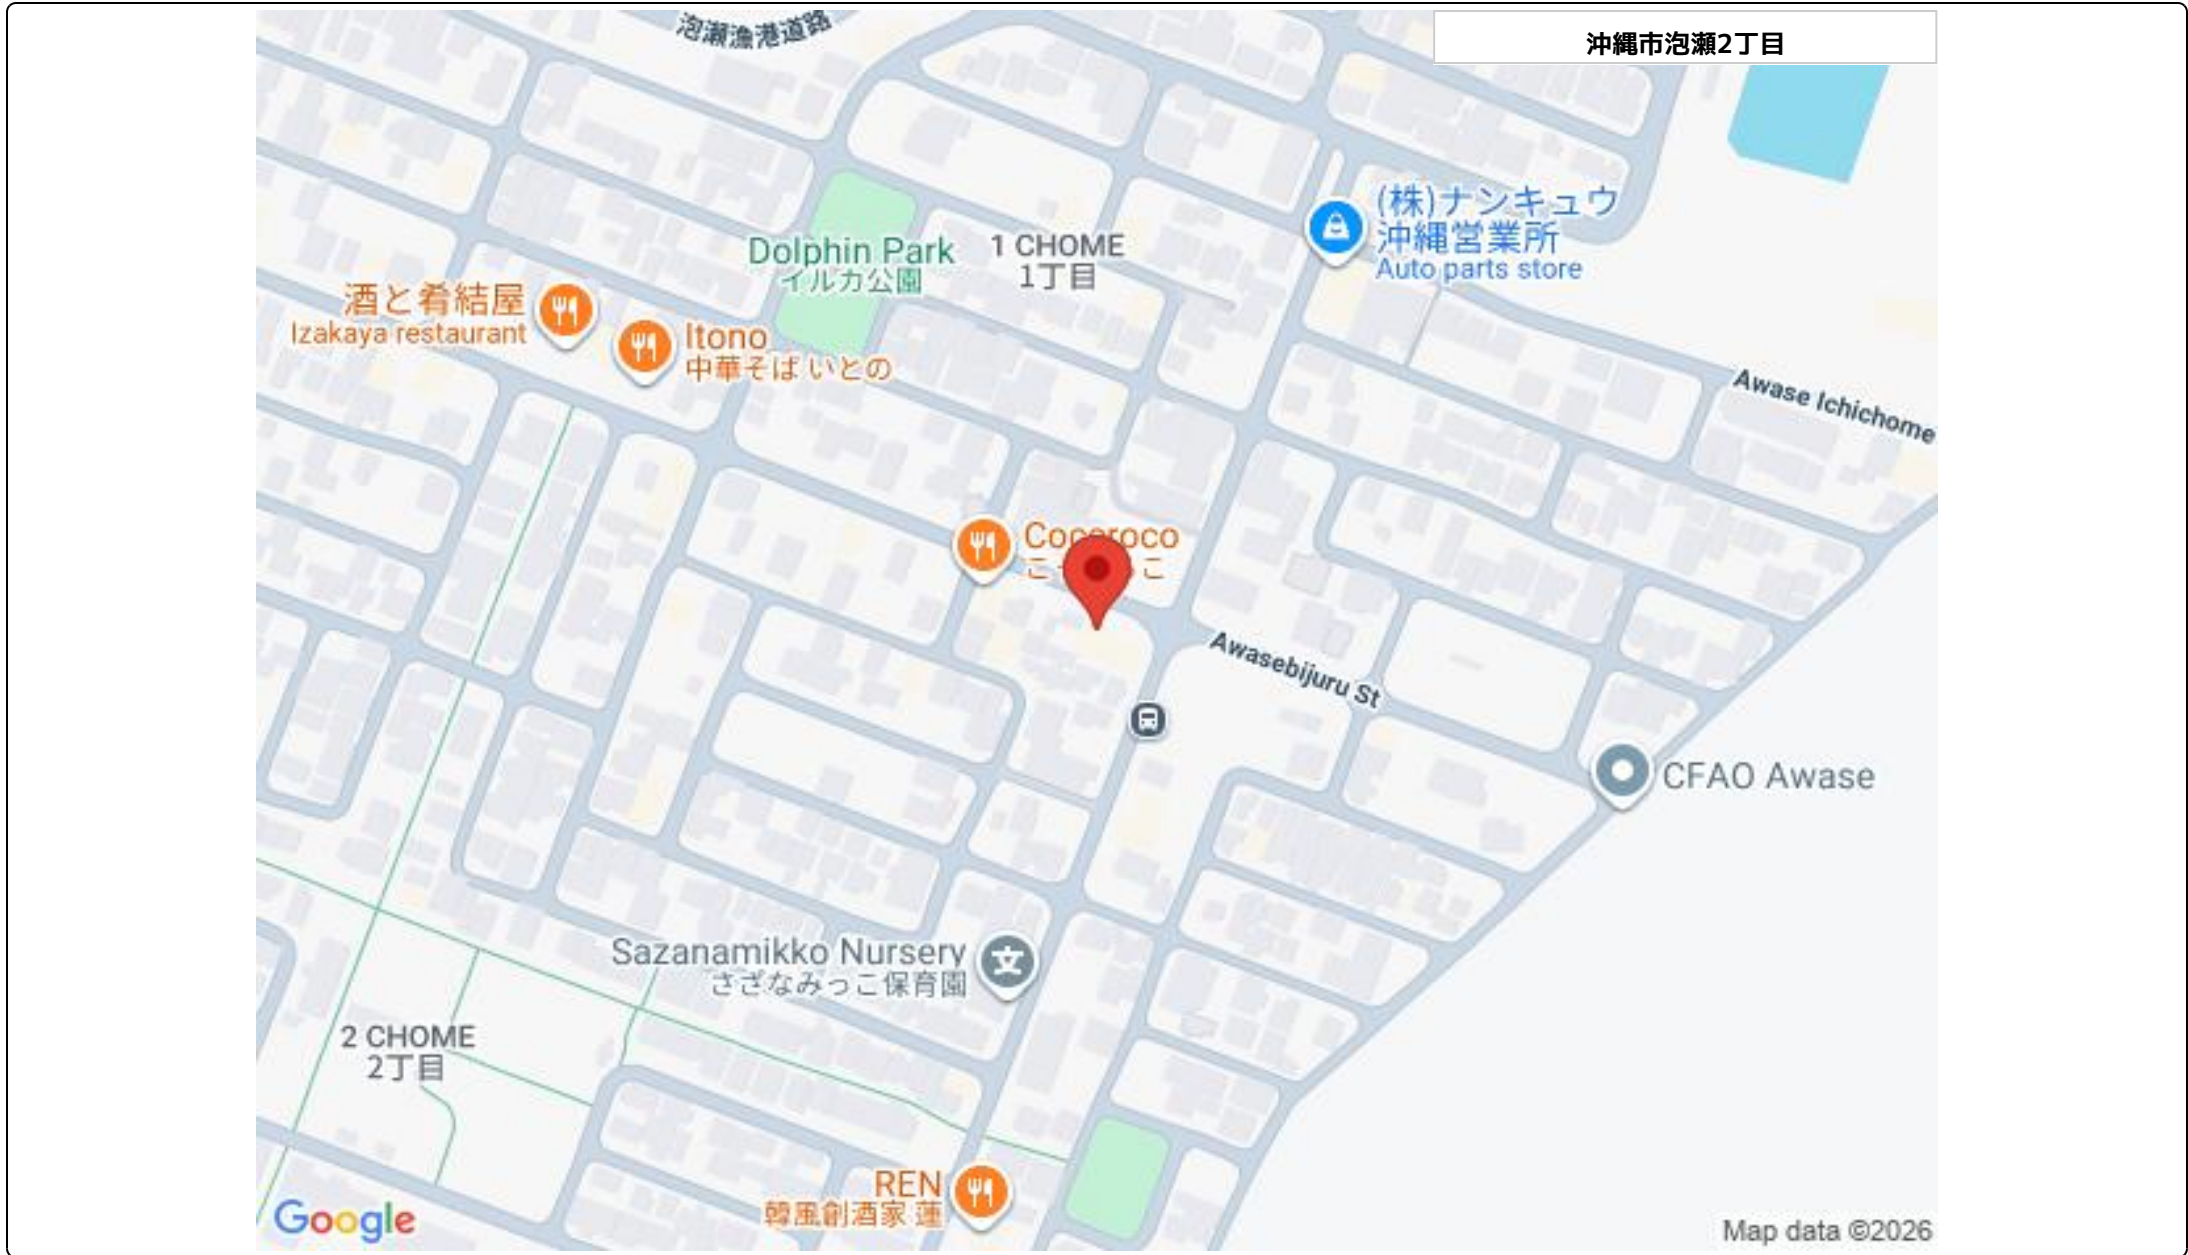 泡瀬漁港道路
沖縄市泡瀬2丁目
(株)ナンキュウ
沖縄営業所
Auto parts store
Dolphin Park
イルカ公園
1 CHOME
1丁目
酒と肴結屋
Izakaya restaurant
Itono
中華そば いとの
Awase Ichichome
Awasebijuru St
CFAO Awase
Sazanamikko Nursery
さざなみっこ保育園
2 CHOME
2丁目
REN
韓風創酒家 蓮
Google
Map data ©2026